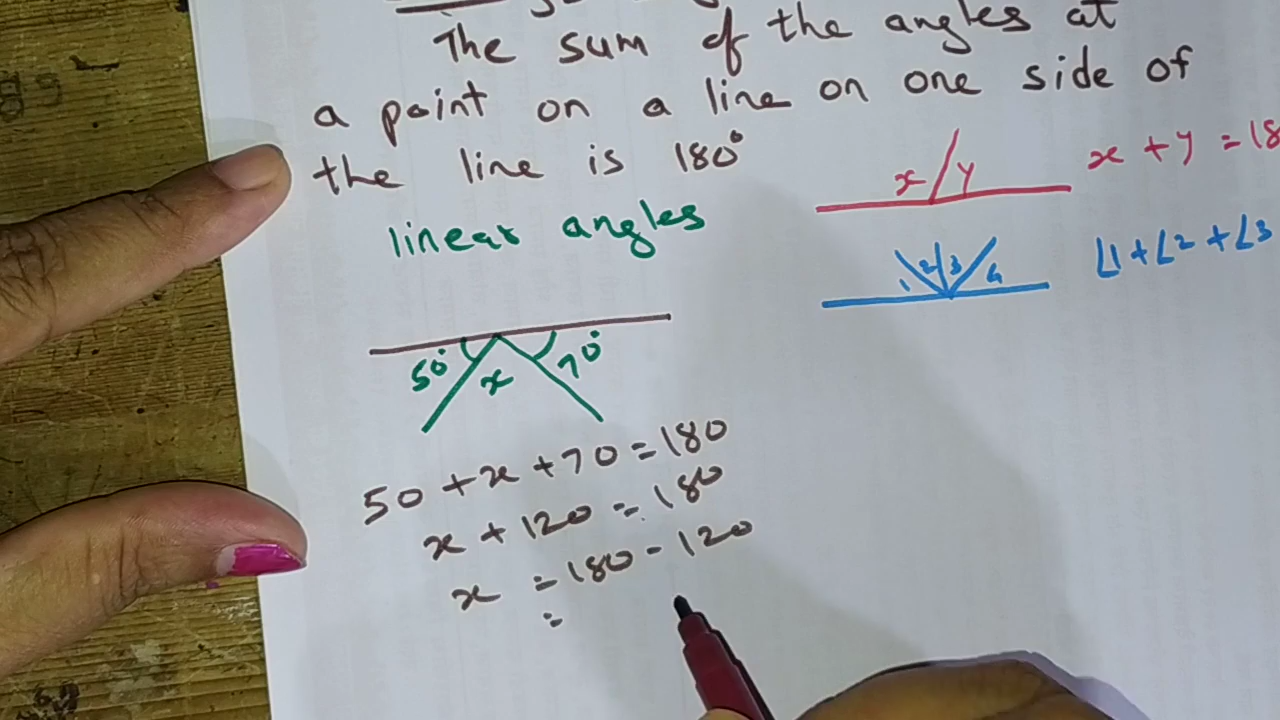 The sum of the angles at
a point on a line on one side of
the line is 180°
linear angles
x y x + y = 18
1 2 3 4 ∠1 + ∠2 + ∠3
50° x 70°
50 + x + 70 = 180
x + 120 = 180
x = 180 - 120
=